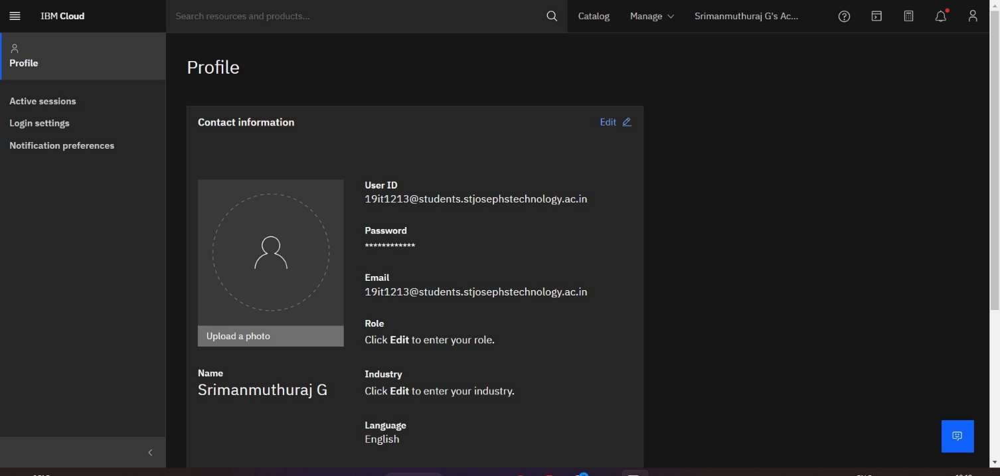 IBM Cloud
Search resources and products...
Catalog
Manage
Srimanmuthuraj G's Ac...
Profile
Active sessions
Login settings
Notification preferences
Profile
Contact information
Edit
Upload a photo
Name
Srimanmuthuraj G
User ID
19it1213@students.stjosephstechnology.ac.in
Password
************
Email
19it1213@students.stjosephstechnology.ac.in
Role
Click Edit to enter your role.
Industry
Click Edit to enter your industry.
Language
English